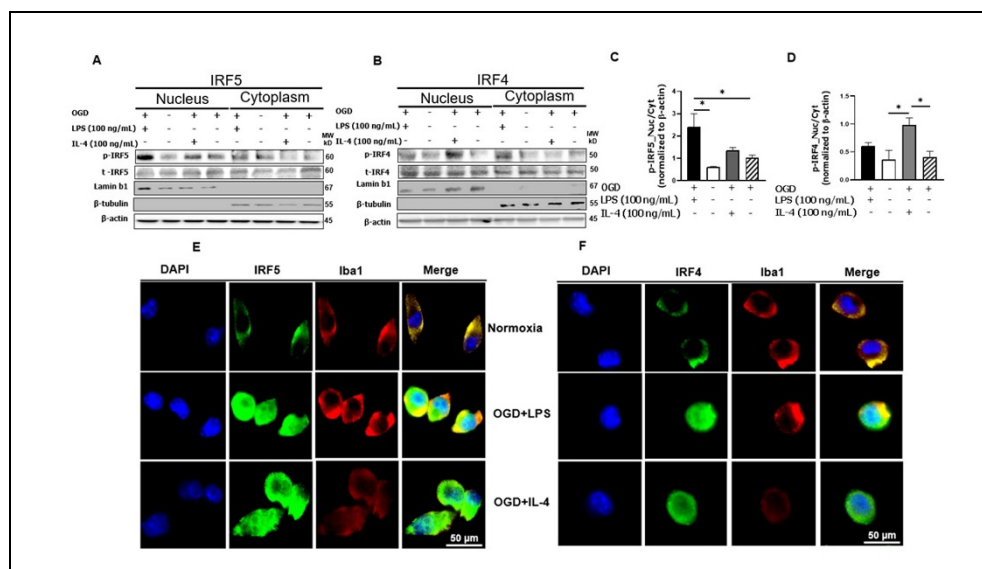 A
IRF5
Nucleus Cytoplasm
OGD + - + + + - + +
LPS (100 ng/mL) + - - - + - - -
IL-4 (100 ng/mL) - - + - - - + -
MW kD
p-IRF5 60
t-IRF5 60
Lamin b1 67
β-tubulin 55
β-actin 45
B
IRF4
Nucleus Cytoplasm
OGD + - + + + - + +
LPS (100 ng/mL) + - - - + - - -
IL-4 (100 ng/mL) - - + - - - + -
MW kD
p-IRF4 50
t-IRF4 50
Lamin b1 67
β-tubulin 55
β-actin 45
C
p-IRF5_Nuc/Cyt
(normalized to β-actin)
4
3
2
1
0
* *
OGD + - + +
LPS (100 ng/mL) + - - -
IL-4 (100 ng/mL) - - + -
D
p-IRF4_Nuc/Cyt
(normalized to β-actin)
1.5
1.0
0.5
0.0
* *
OGD + - + +
LPS (100 ng/mL) + - - -
IL-4 (100 ng/mL) - - + -
E
DAPI IRF5 Iba1 Merge
Normoxia
OGD+LPS
OGD+IL-4
50 µm
F
DAPI IRF4 Iba1 Merge
50 µm